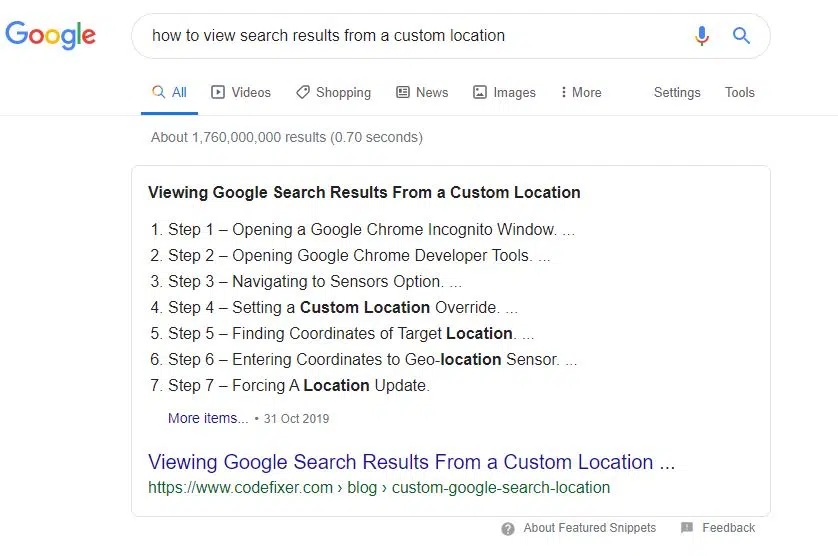 Google
how to view search results from a custom location
All Videos Shopping News Images More Settings Tools
About 1,760,000,000 results (0.70 seconds)
Viewing Google Search Results From a Custom Location
1. Step 1 – Opening a Google Chrome Incognito Window. ...
2. Step 2 – Opening Google Chrome Developer Tools. ...
3. Step 3 – Navigating to Sensors Option. ...
4. Step 4 – Setting a Custom Location Override. ...
5. Step 5 – Finding Coordinates of Target Location. ...
6. Step 6 – Entering Coordinates to Geo-location Sensor. ...
7. Step 7 – Forcing A Location Update.
More items... • 31 Oct 2019
Viewing Google Search Results From a Custom Location ...
https://www.codefixer.com › blog › custom-google-search-location
About Featured Snippets Feedback